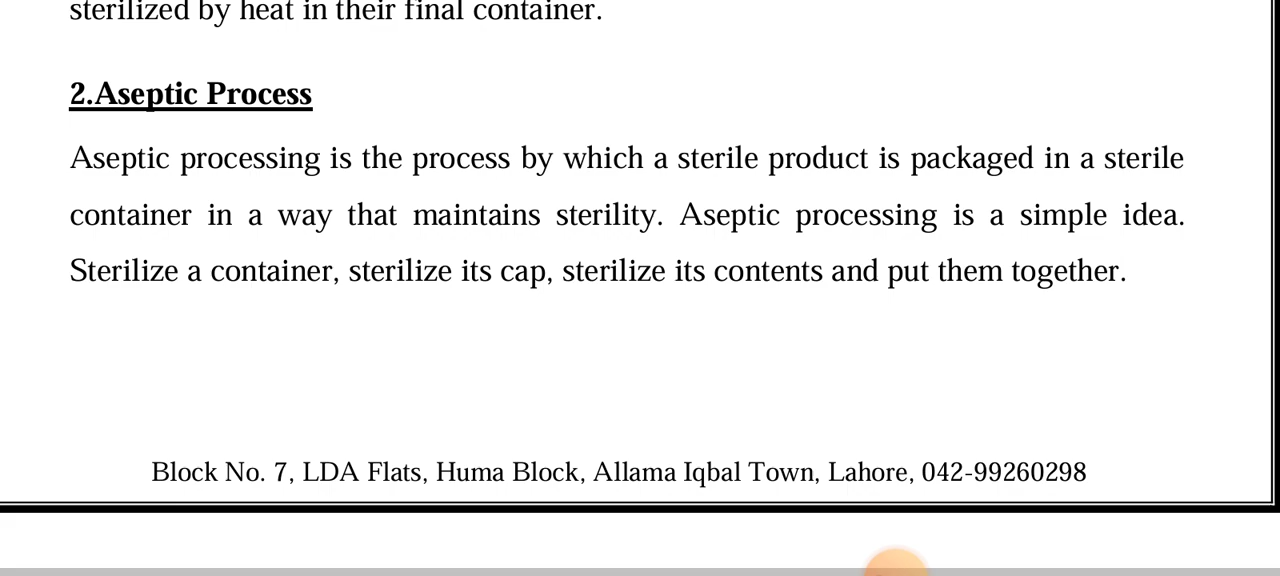 sterilized by heat in their final container.
2.Aseptic Process
Aseptic processing is the process by which a sterile product is packaged in a sterile
container in a way that maintains sterility. Aseptic processing is a simple idea.
Sterilize a container, sterilize its cap, sterilize its contents and put them together.
Block No. 7, LDA Flats, Huma Block, Allama Iqbal Town, Lahore, 042-99260298